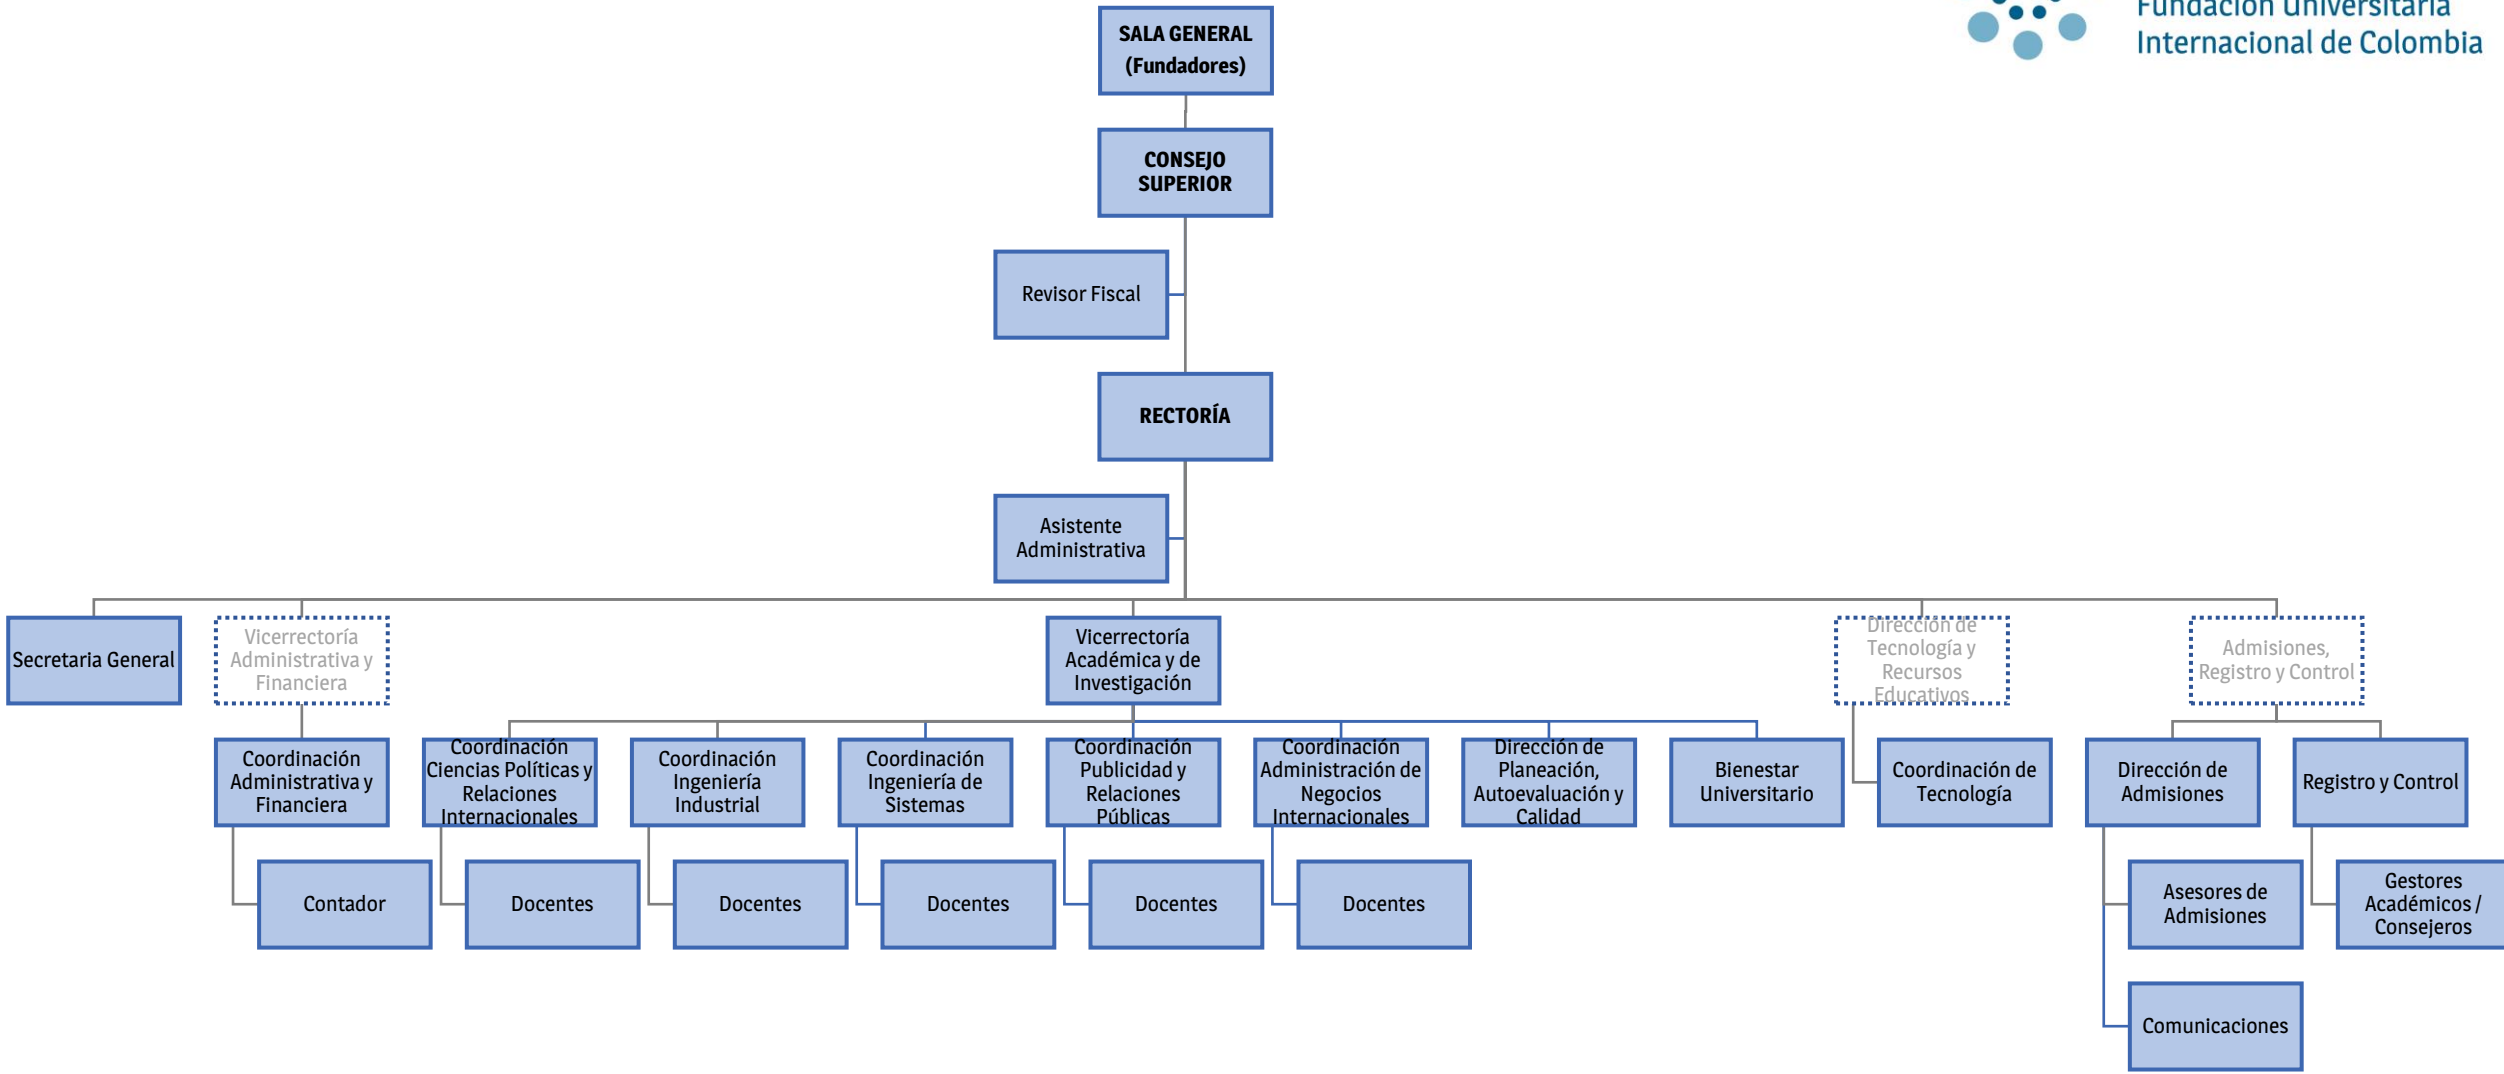 Fundación Universitaria
Internacional de Colombia
SALA GENERAL
(Fundadores)
CONSEJO
SUPERIOR
Revisor Fiscal
RECTORÍA
Asistente
Administrativa
Secretaria General
Vicerrectoría
Administrativa y
Financiera
Vicerrectoría
Académica y de
Investigación
Dirección de
Tecnología y
Recursos
Educativos
Admisiones,
Registro y Control
Coordinación
Administrativa y
Financiera
Coordinación
Ciencias Políticas y
Relaciones
Internacionales
Coordinación
Ingeniería
Industrial
Coordinación
Ingeniería de
Sistemas
Coordinación
Publicidad y
Relaciones
Públicas
Coordinación
Administración de
Negocios
Internacionales
Dirección de
Planeación,
Autoevaluación y
Calidad
Bienestar
Universitario
Coordinación de
Tecnología
Dirección de
Admisiones
Registro y Control
Contador
Docentes
Docentes
Docentes
Docentes
Docentes
Asesores de
Admisiones
Gestores
Académicos /
Consejeros
Comunicaciones